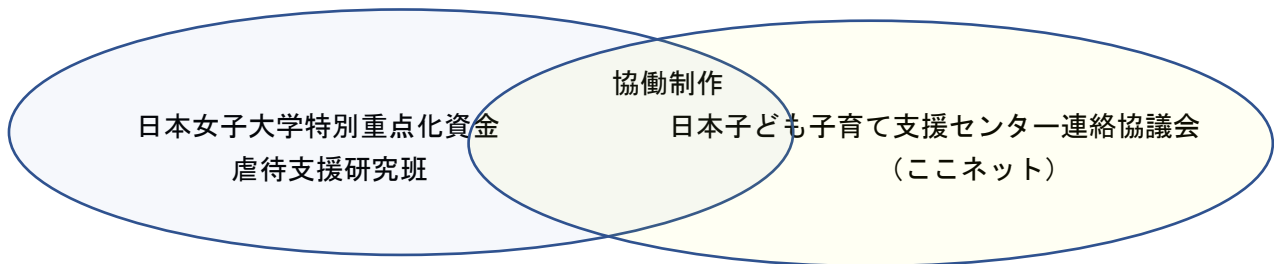 協働制作
日本女子大学特別重点化資金
虐待支援研究班
日本子ども子育て支援センター連絡協議会
（ここネット）